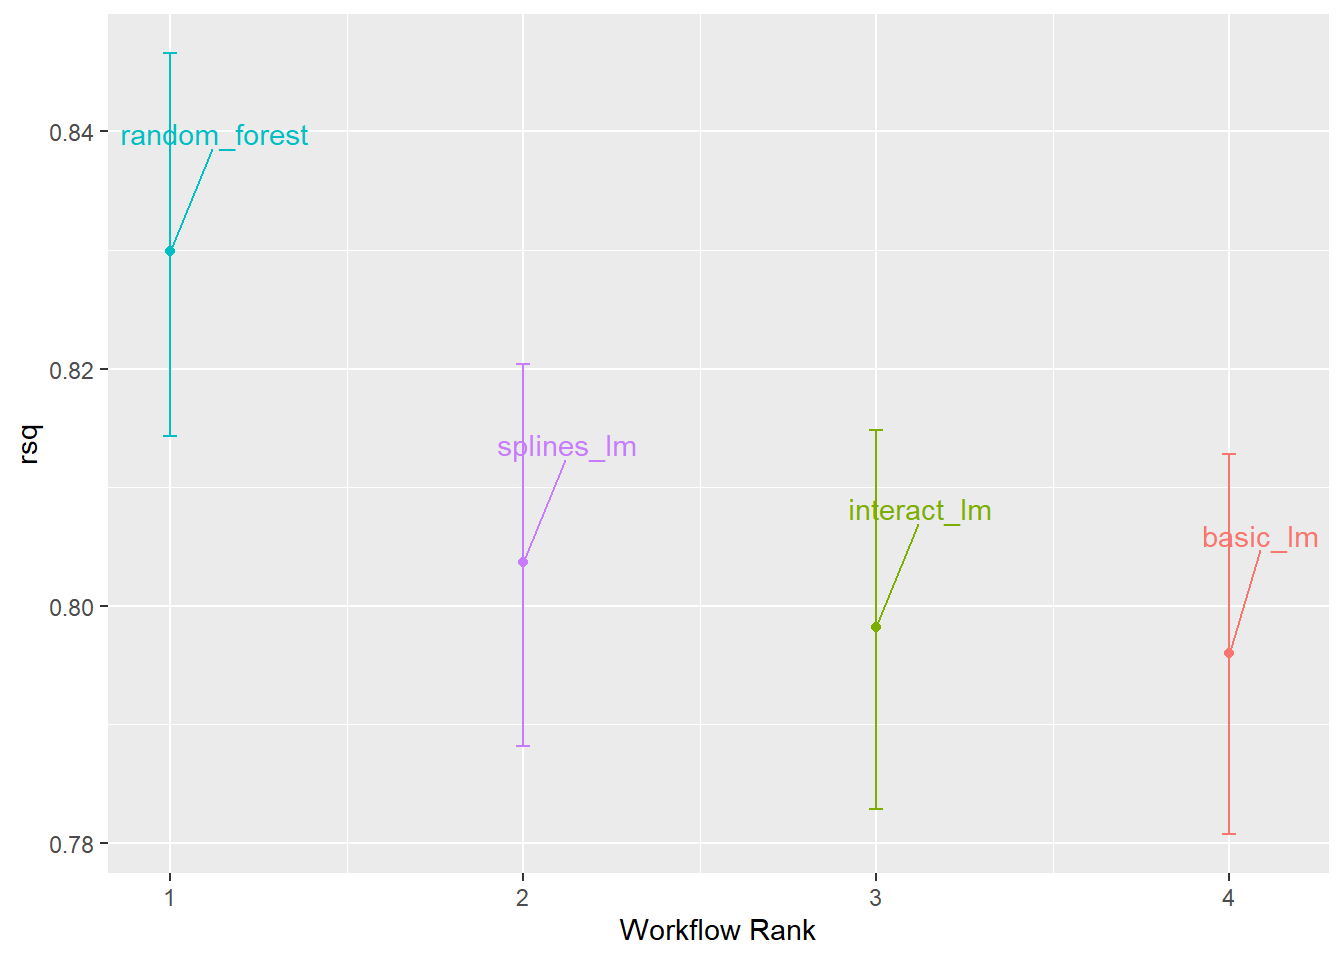 0.84
random_forest
0.82
splines_lm
rsq
interact_lm
basic_lm
0.80
0.78
1 2 3 4
Workflow Rank